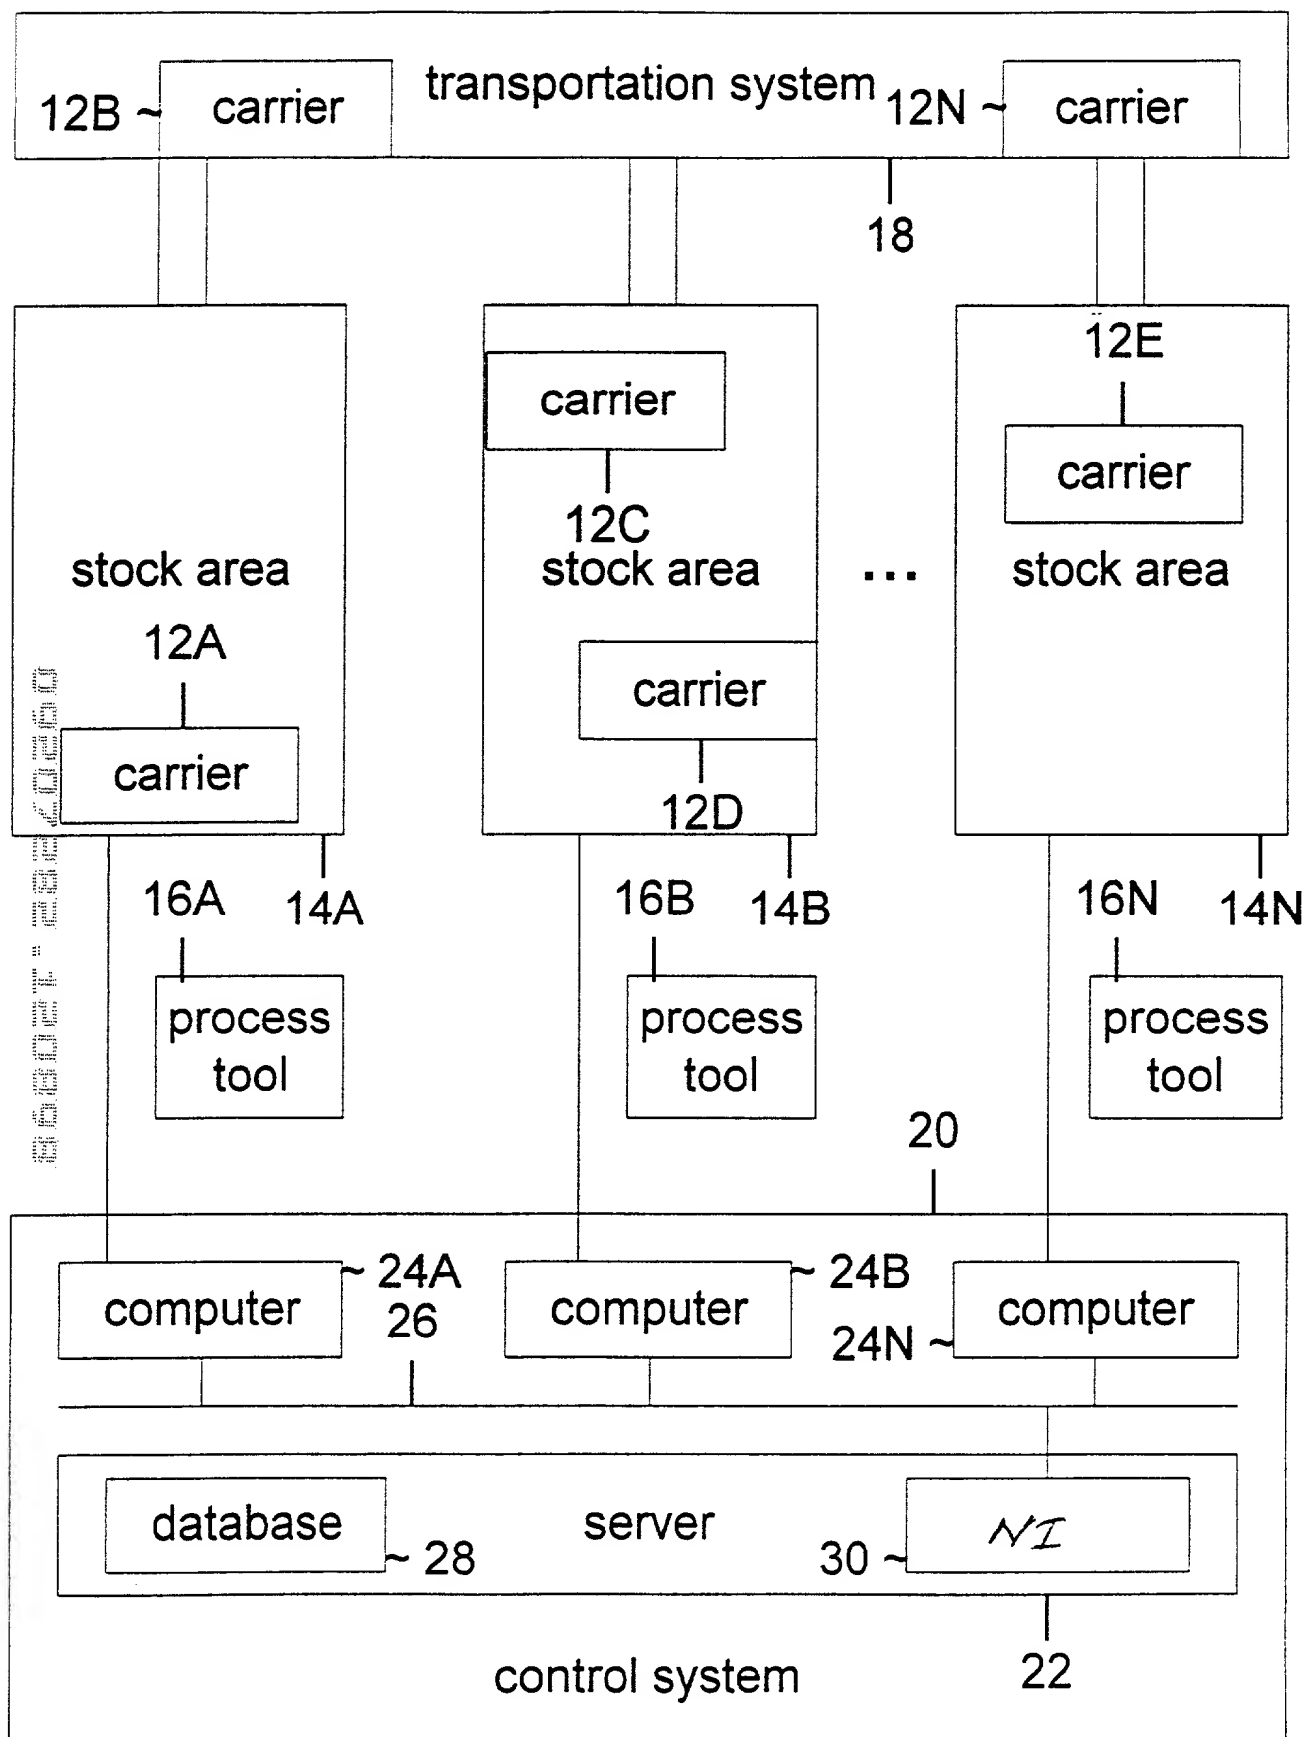 transportation system
12B ~ carrier
12N ~ carrier
18
12E
carrier
carrier
12C
stock area
stock area
...
stock area
12A
carrier
carrier
12D
16A
14A
16B
14B
16N
14N
process
tool
process
tool
process
tool
20
computer ~ 24A
computer ~ 24B
24N ~ computer
26
database ~ 28
server
30 ~ NI
22
control system